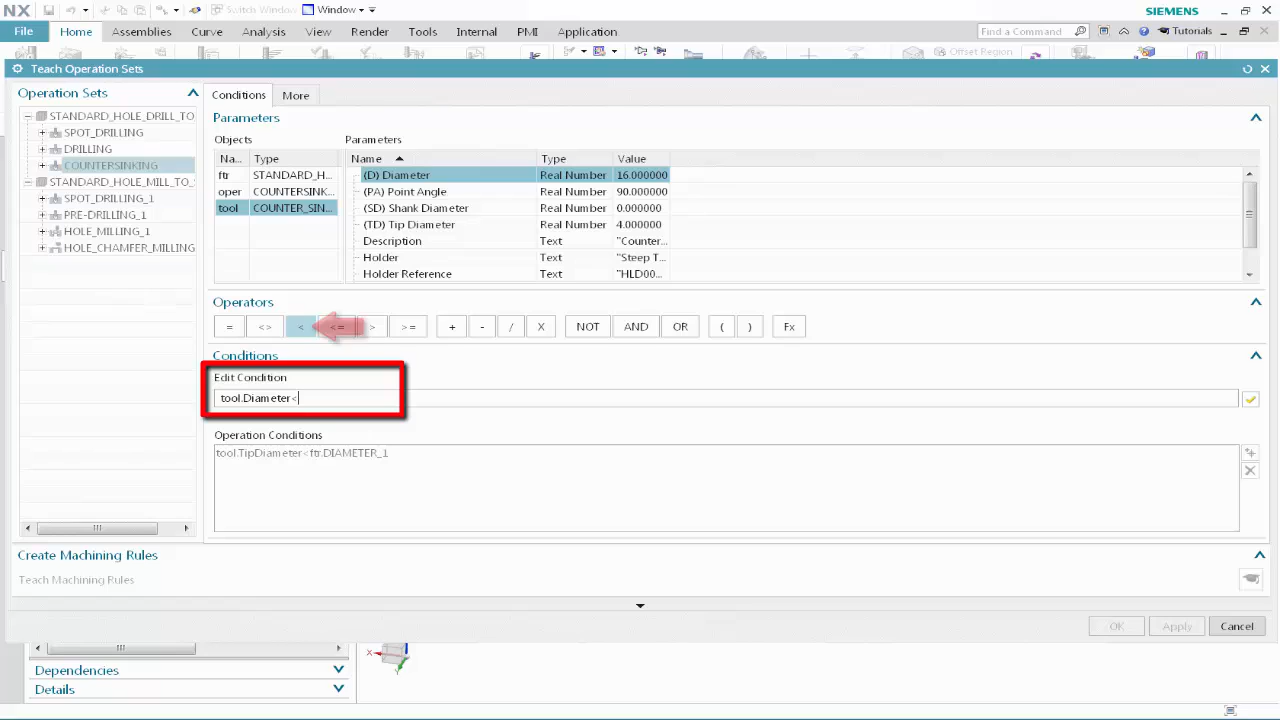 NX Switch Window Window SIEMENS
File Home Assemblies Curve Analysis View Render Tools Internal PMI Application Find a Command Tutorials
Offset Region
Teach Operation Sets
Operation Sets
STANDARD_HOLE_DRILL_TO
SPOT_DRILLING
DRILLING
COUNTERSINKING
STANDARD_HOLE_MILL_TO_
SPOT_DRILLING_1
PRE-DRILLING_1
HOLE_MILLING_1
HOLE_CHAMFER_MILLING
Conditions More
Parameters
Objects Parameters
Na... Type Name Type Value
ftr STANDARD_H... (D) Diameter Real Number 16.000000
oper COUNTERSINK... (PA) Point Angle Real Number 90.000000
tool COUNTER_SIN... (SD) Shank Diameter Real Number 0.000000
(TD) Tip Diameter Real Number 4.000000
Description Text "Counter...
Holder Text "Steep T...
Holder Reference Text "HLD00...
Operators
= <> < <= > >= + - / X NOT AND OR ( ) Fx
Conditions
Edit Condition
tool.Diameter<
Operation Conditions
tool.TipDiameter<ftr.DIAMETER_1
Create Machining Rules
Teach Machining Rules
OK Apply Cancel
X
Y
Dependencies
Details